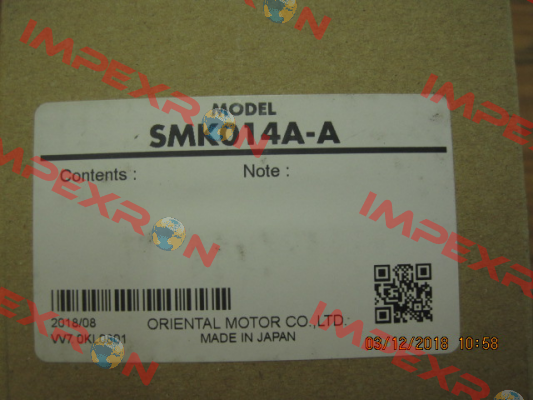 IMPEXRON
MODEL
SMK014A-A
Contents :
Note :
2018/08
ORIENTAL MOTOR CO.,LTD.
MADE IN JAPAN
03/12/2018 10:58